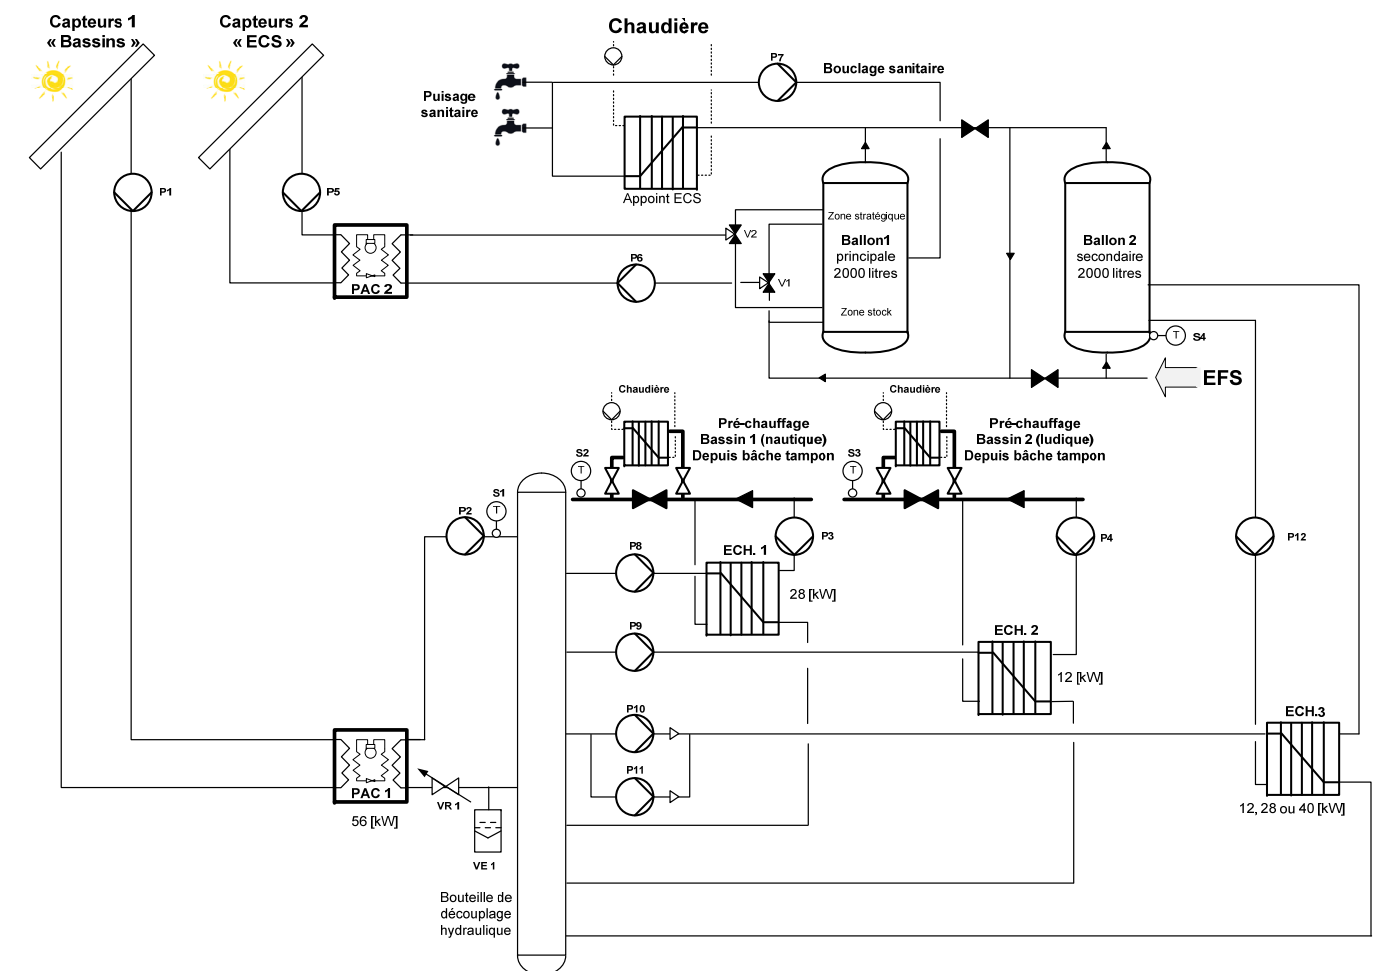 Capteurs 1
« Bassins »
Capteurs 2
« ECS »
Chaudière
P7
Bouclage sanitaire
Puisage
sanitaire
Appoint ECS
P1
P5
PAC 2
P6
V2
V1
Zone stratégique
Ballon1
principale
2000 litres
Zone stock
Ballon 2
secondaire
2000 litres
T
S4
EFS
Chaudière
Pré-chauffage
Bassin 1 (nautique)
Depuis bâche tampon
S2
T
Chaudière
Pré-chauffage
Bassin 2 (ludique)
Depuis bâche tampon
S3
T
S1
T
P2
P8
ECH. 1
P3
28 [kW]
P4
P12
P9
ECH. 2
12 [kW]
P10
P11
ECH.3
12, 28 ou 40 [kW]
PAC 1
56 [kW]
VR 1
VE 1
Bouteille de
découplage
hydraulique